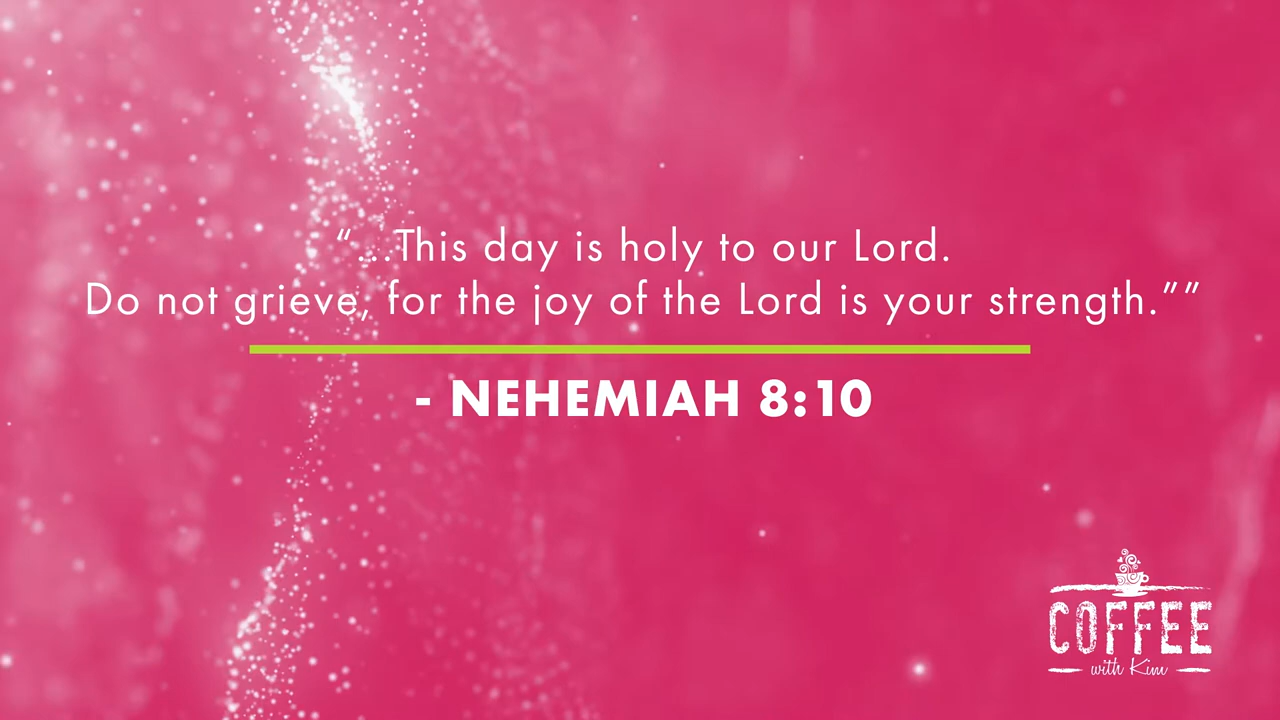 “...This day is holy to our Lord.
Do not grieve, for the joy of the Lord is your strength.””
- NEHEMIAH 8:10
COFFEE
with Kim